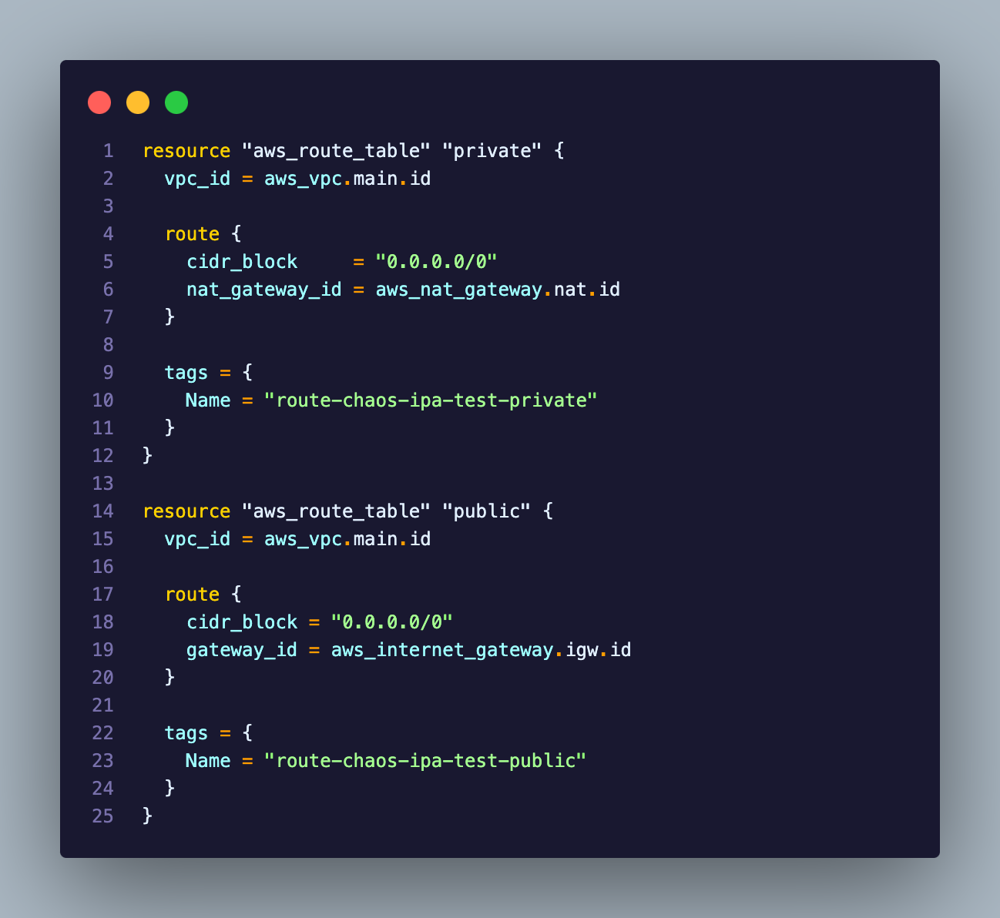 1 resource "aws_route_table" "private" {
2   vpc_id = aws_vpc.main.id
3
4   route {
5     cidr_block     = "0.0.0.0/0"
6     nat_gateway_id = aws_nat_gateway.nat.id
7   }
8
9   tags = {
10     Name = "route-chaos-ipa-test-private"
11   }
12 }
13
14 resource "aws_route_table" "public" {
15   vpc_id = aws_vpc.main.id
16
17   route {
18     cidr_block = "0.0.0.0/0"
19     gateway_id = aws_internet_gateway.igw.id
20   }
21
22   tags = {
23     Name = "route-chaos-ipa-test-public"
24   }
25 }